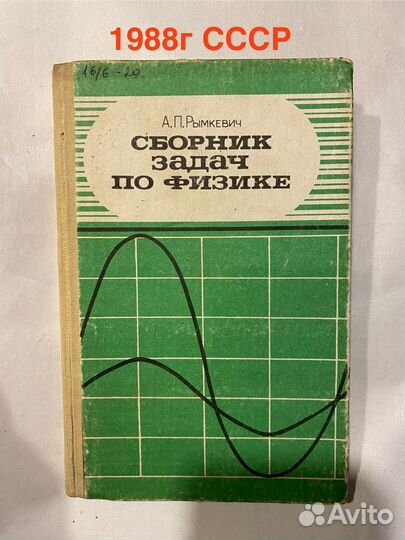 1988г СССР
16/6-20
А.П.Рымкевич
СБОРНИК
ЗАДАЧ
ПО ФИЗИКЕ
Avito